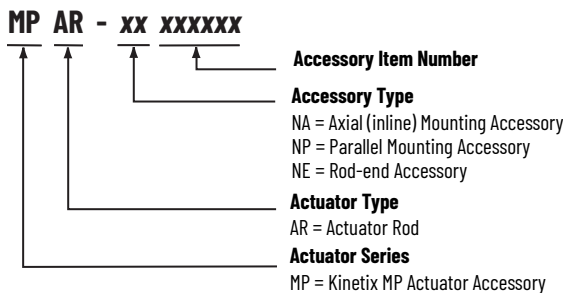 MP AR - xx xxxxxx
Accessory Item Number
Accessory Type
NA = Axial (inline) Mounting Accessory
NP = Parallel Mounting Accessory
NE = Rod-end Accessory
Actuator Type
AR = Actuator Rod
Actuator Series
MP = Kinetix MP Actuator Accessory